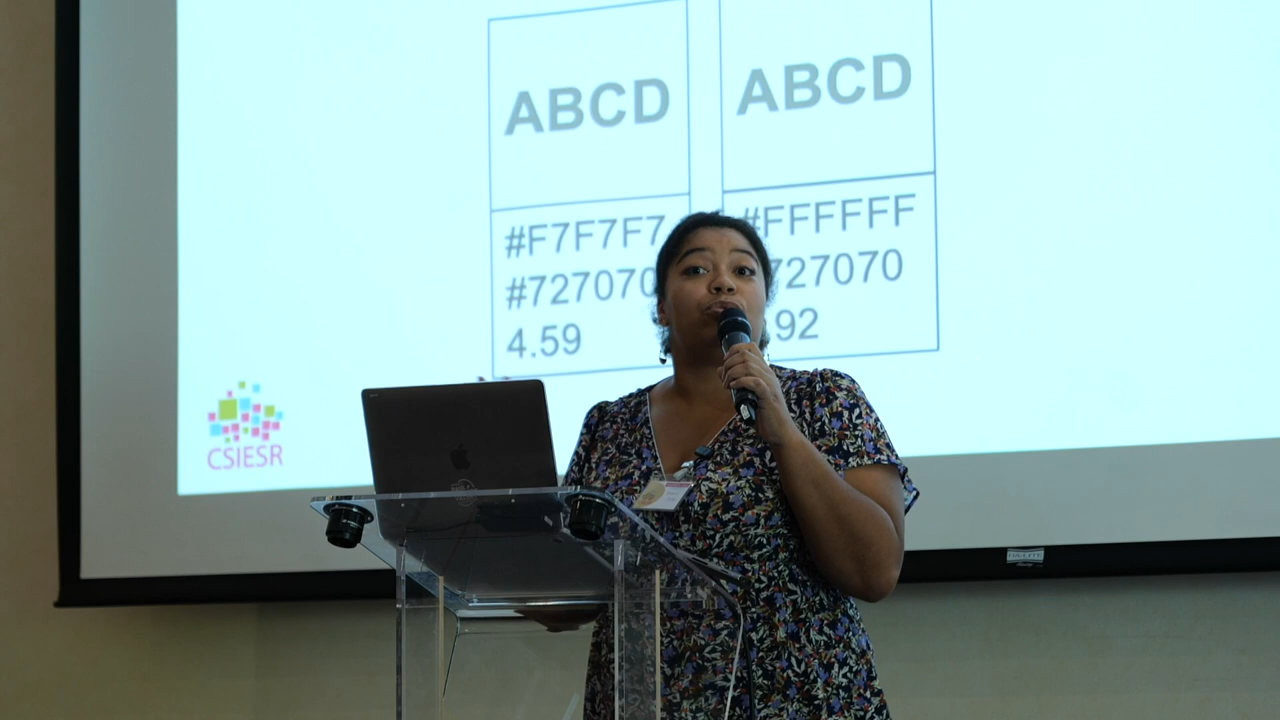 ABCD
#F7F7F7
#727070
4.59
ABCD
#FFFFFF
727070
.92
CSIESR